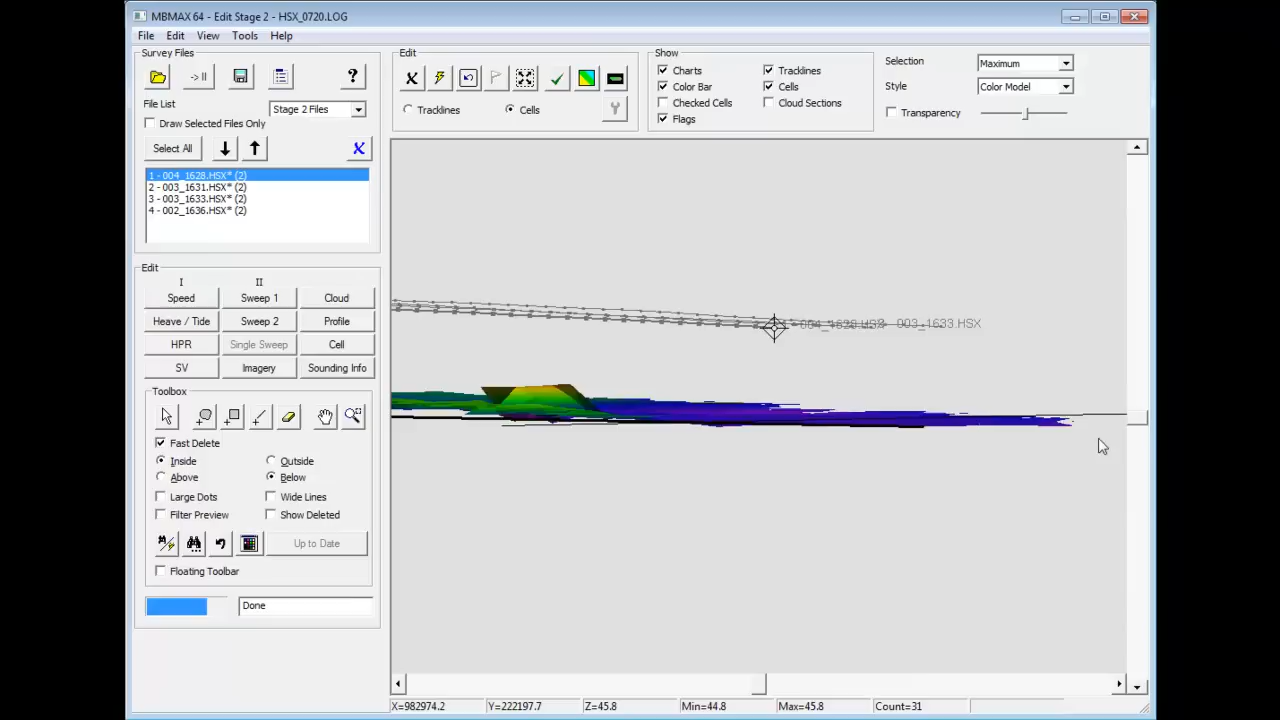 MBMAX 64 - Edit Stage 2 - HSX_0720.LOG
File Edit View Tools Help
Survey Files
-> II
?
File List
Stage 2 Files
Draw Selected Files Only
Select All
X
1 - 004_1628.HSX* (2)
2 - 003_1631.HSX* (2)
3 - 003_1633.HSX* (2)
4 - 002_1636.HSX* (2)
Edit
I II
Speed Sweep 1 Cloud
Heave / Tide Sweep 2 Profile
HPR Single Sweep Cell
SV Imagery Sounding Info
Toolbox
Fast Delete
Inside Outside
Above Below
Large Dots Wide Lines
Filter Preview Show Deleted
Up to Date
Floating Toolbar
Done
Edit
X
Tracklines Cells
Show
Charts Tracklines
Color Bar Cells
Checked Cells Cloud Sections
Flags
Selection Maximum
Style Color Model
Transparency
003_1633.HSX
X=982974.2 Y=222197.7 Z=45.8 Min=44.8 Max=45.8 Count=31